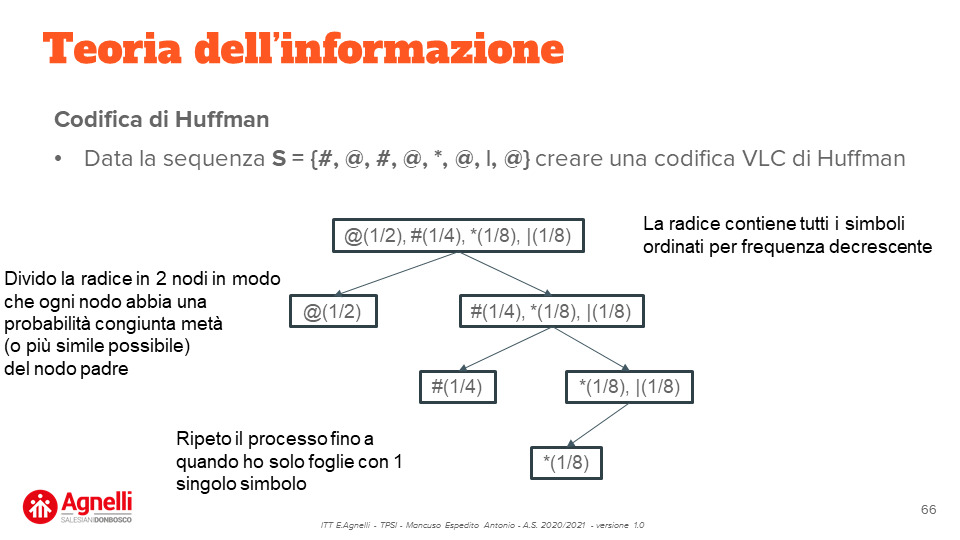 Teoria dell'informazione
Codifica di Huffman
• Data la sequenza S = {#, @, #, @, *, @, |, @} creare una codifica VLC di Huffman
La radice contiene tutti i simboli
ordinati per frequenza decrescente
@(1/2), #(1/4), *(1/8), |(1/8)
Divido la radice in 2 nodi in modo
che ogni nodo abbia una
probabilità congiunta metà
(o più simile possibile)
del nodo padre
@(1/2)
#(1/4), *(1/8), |(1/8)
#(1/4)
*(1/8), |(1/8)
Ripeto il processo fino a
quando ho solo foglie con 1
singolo simbolo
*(1/8)
Agnelli
SALESIANI DONBOSCO
66
ITT E.Agnelli - TPSI - Mancuso Espedito Antonio - A.S. 2020/2021 - versione 1.0